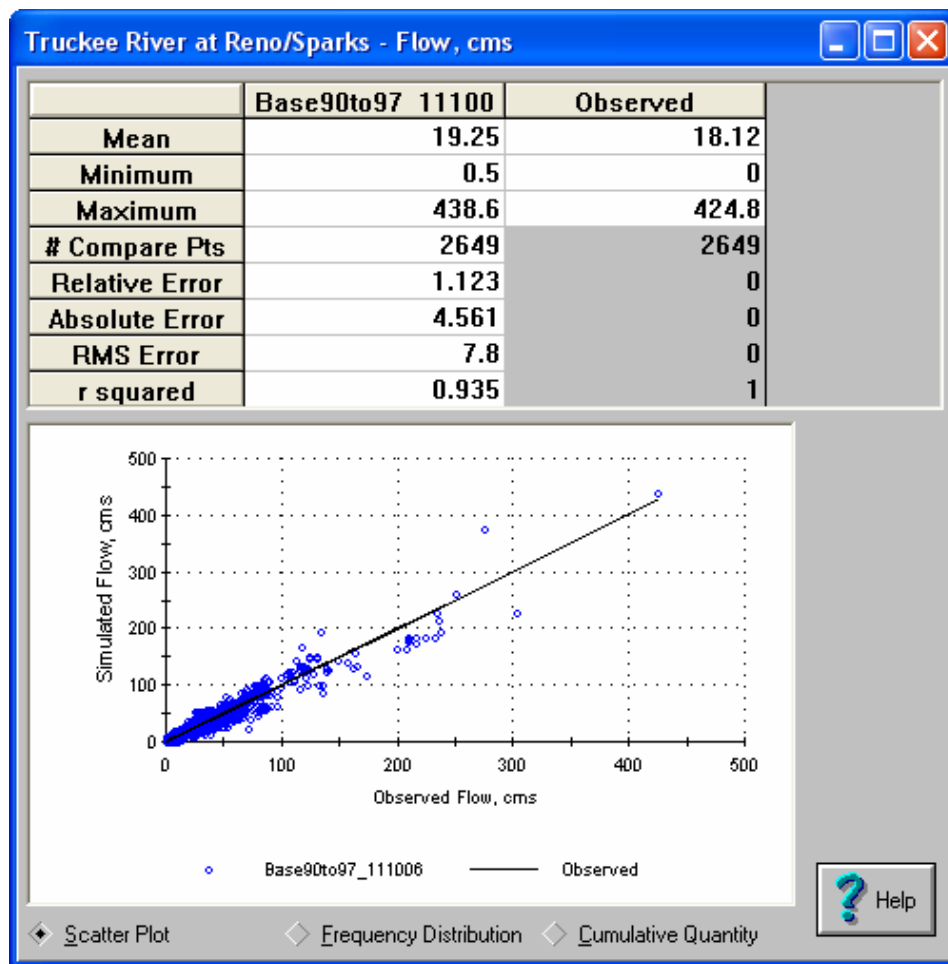 Truckee River at Reno/Sparks - Flow, cms
Base90to97_11100 Observed
Mean 19.25 18.12
Minimum 0.5 0
Maximum 438.6 424.8
# Compare Pts 2649 2649
Relative Error 1.123 0
Absolute Error 4.561 0
RMS Error 7.8 0
r squared 0.935 1
Simulated Flow, cms
500
400
300
200
100
0
0 100 200 300 400 500
Observed Flow, cms
Base90to97_111006 Observed
Scatter Plot Frequency Distribution Cumulative Quantity
? Help